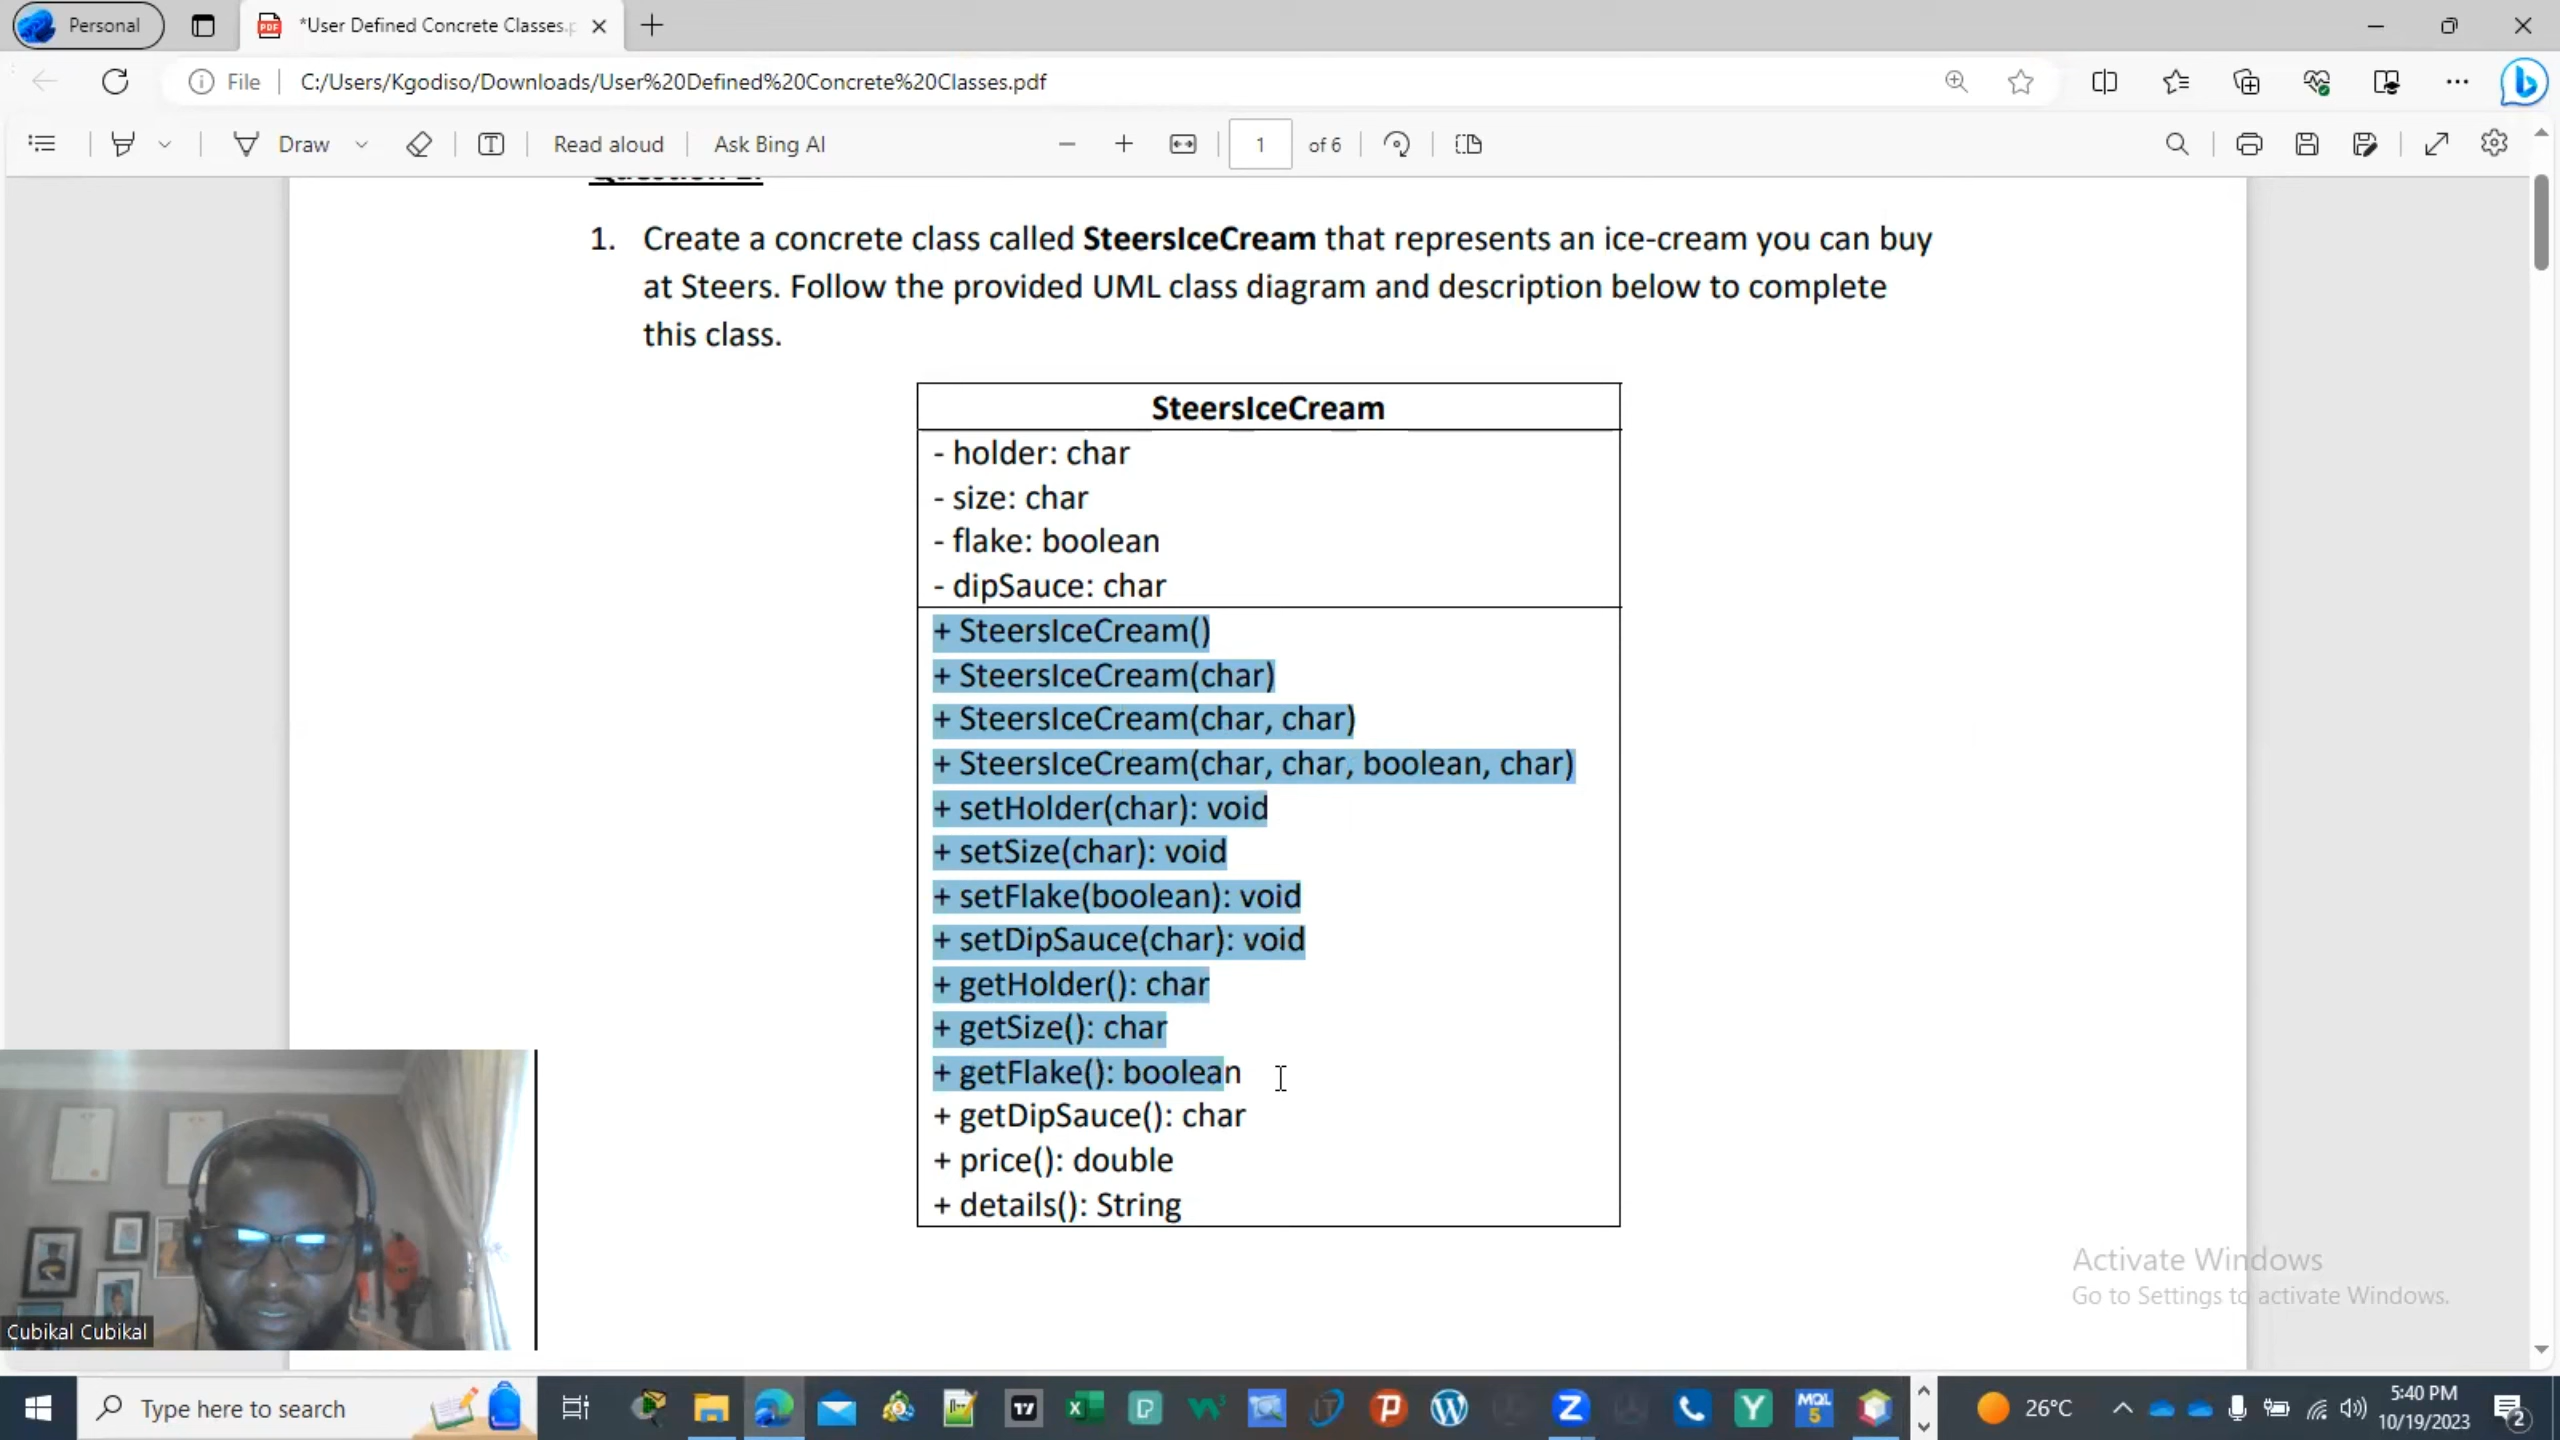 Personal
*User Defined Concrete Classes.p
File
C:/Users/Kgodiso/Downloads/User%20Defined%20Concrete%20Classes.pdf
Draw
Read aloud
Ask Bing AI
1
of 6
1. Create a concrete class called SteersIceCream that represents an ice-cream you can buy
at Steers. Follow the provided UML class diagram and description below to complete
this class.
SteersIceCream
- holder: char
- size: char
- flake: boolean
- dipSauce: char
+ SteersIceCream()
+ SteersIceCream(char)
+ SteersIceCream(char, char)
+ SteersIceCream(char, char, boolean, char)
+ setHolder(char): void
+ setSize(char): void
+ setFlake(boolean): void
+ setDipSauce(char): void
+ getHolder(): char
+ getSize(): char
+ getFlake(): boolean
+ getDipSauce(): char
+ price(): double
+ details(): String
Activate Windows
Go to Settings to activate Windows.
Cubikal Cubikal
Type here to search
26°C
5:40 PM
10/19/2023
2